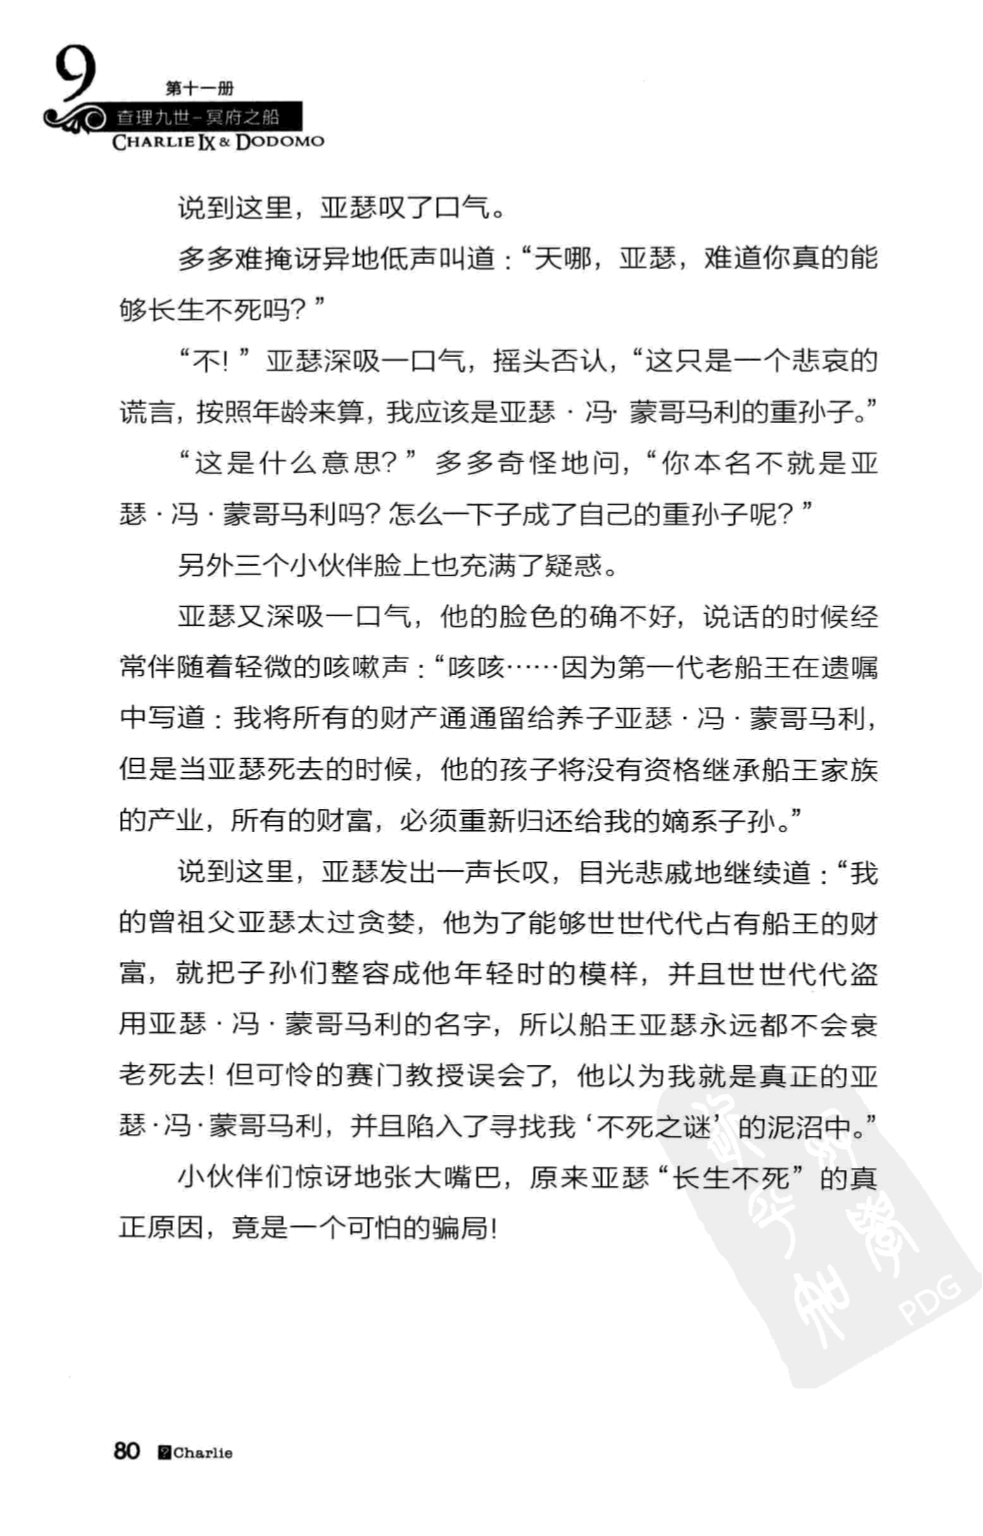 9
第十一册
查理九世-冥府之船
CHARLIE IX & DODOMO
说到这里，亚瑟叹了口气。
多多难掩讶异地低声叫道：“天哪，亚瑟，难道你真的能
够长生不死吗？”
“不！”亚瑟深吸一口气，摇头否认，“这只是一个悲哀的
谎言，按照年龄来算，我应该是亚瑟·冯·蒙哥马利的重孙子。”
“这是什么意思？”多多奇怪地问，“你本名不就是亚
瑟·冯·蒙哥马利吗？怎么一下子成了自己的重孙子呢？”
另外三个小伙伴脸上也充满了疑惑。
亚瑟又深吸一口气，他的脸色的确不好，说话的时候经
常伴随着轻微的咳嗽声：“咳咳……因为第一代老船王在遗嘱
中写道：我将所有的财产通通留给养子亚瑟·冯·蒙哥马利，
但是当亚瑟死去的时候，他的孩子将没有资格继承船王家族
的产业，所有的财富，必须重新归还给我的嫡系子孙。”
说到这里，亚瑟发出一声长叹，目光悲戚地继续道：“我
的曾祖父亚瑟太过贪婪，他为了能够世世代代占有船王的财
富，就把子孙们整容成他年轻时的模样，并且世世代代盗
用亚瑟·冯·蒙哥马利的名字，所以船王亚瑟永远都不会衰
老死去！但可怜的赛门教授误会了，他以为我就是真正的亚
瑟·冯·蒙哥马利，并且陷入了寻找我‘不死之谜’的泥沼中。”
小伙伴们惊讶地张大嘴巴，原来亚瑟“长生不死”的真
正原因，竟是一个可怕的骗局！
PDG
80 Charlie